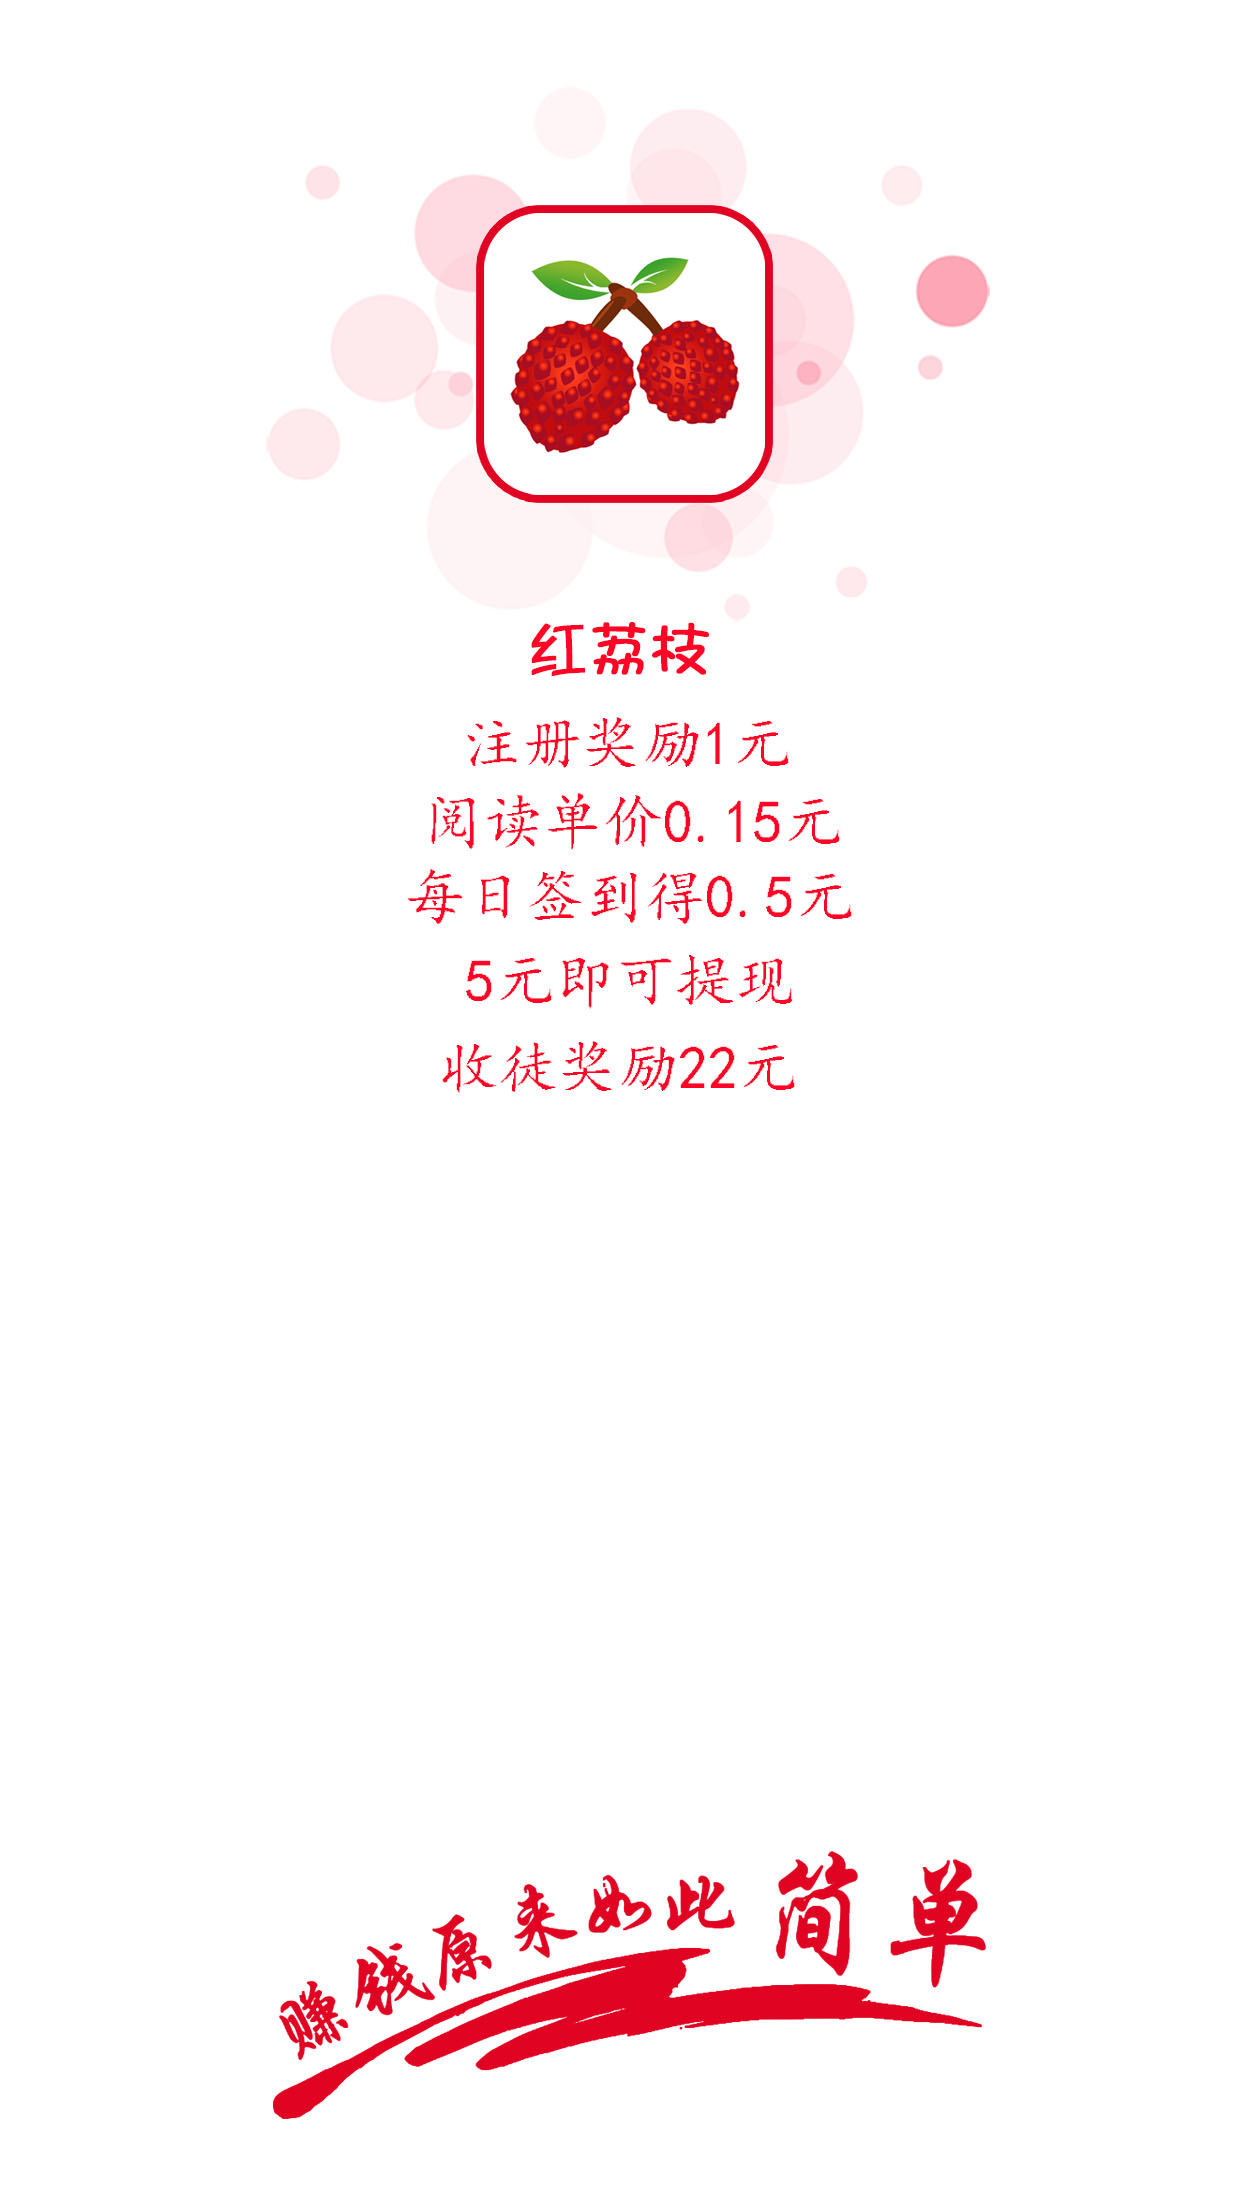 红荔枝
注册奖励1元
阅读单价0.15元
每日签到得0.5元
5元即可提现
收徒奖励22元
赚钱原来如此简单